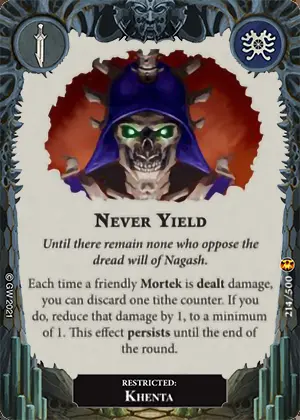 Never Yield
Until there remain none who oppose the
dread will of Nagash.
Each time a friendly Mortek is dealt damage,
you can discard one tithe counter. If you
do, reduce that damage by 1, to a minimum
of 1. This effect persists until the end of
the round.
© GW 2021
214/500
RESTRICTED:
Khenta